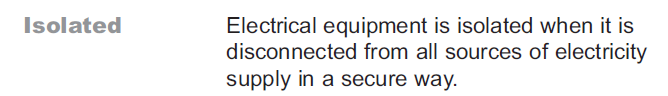 Isolated Electrical equipment is isolated when it is
disconnected from all sources of electricity
supply in a secure way.